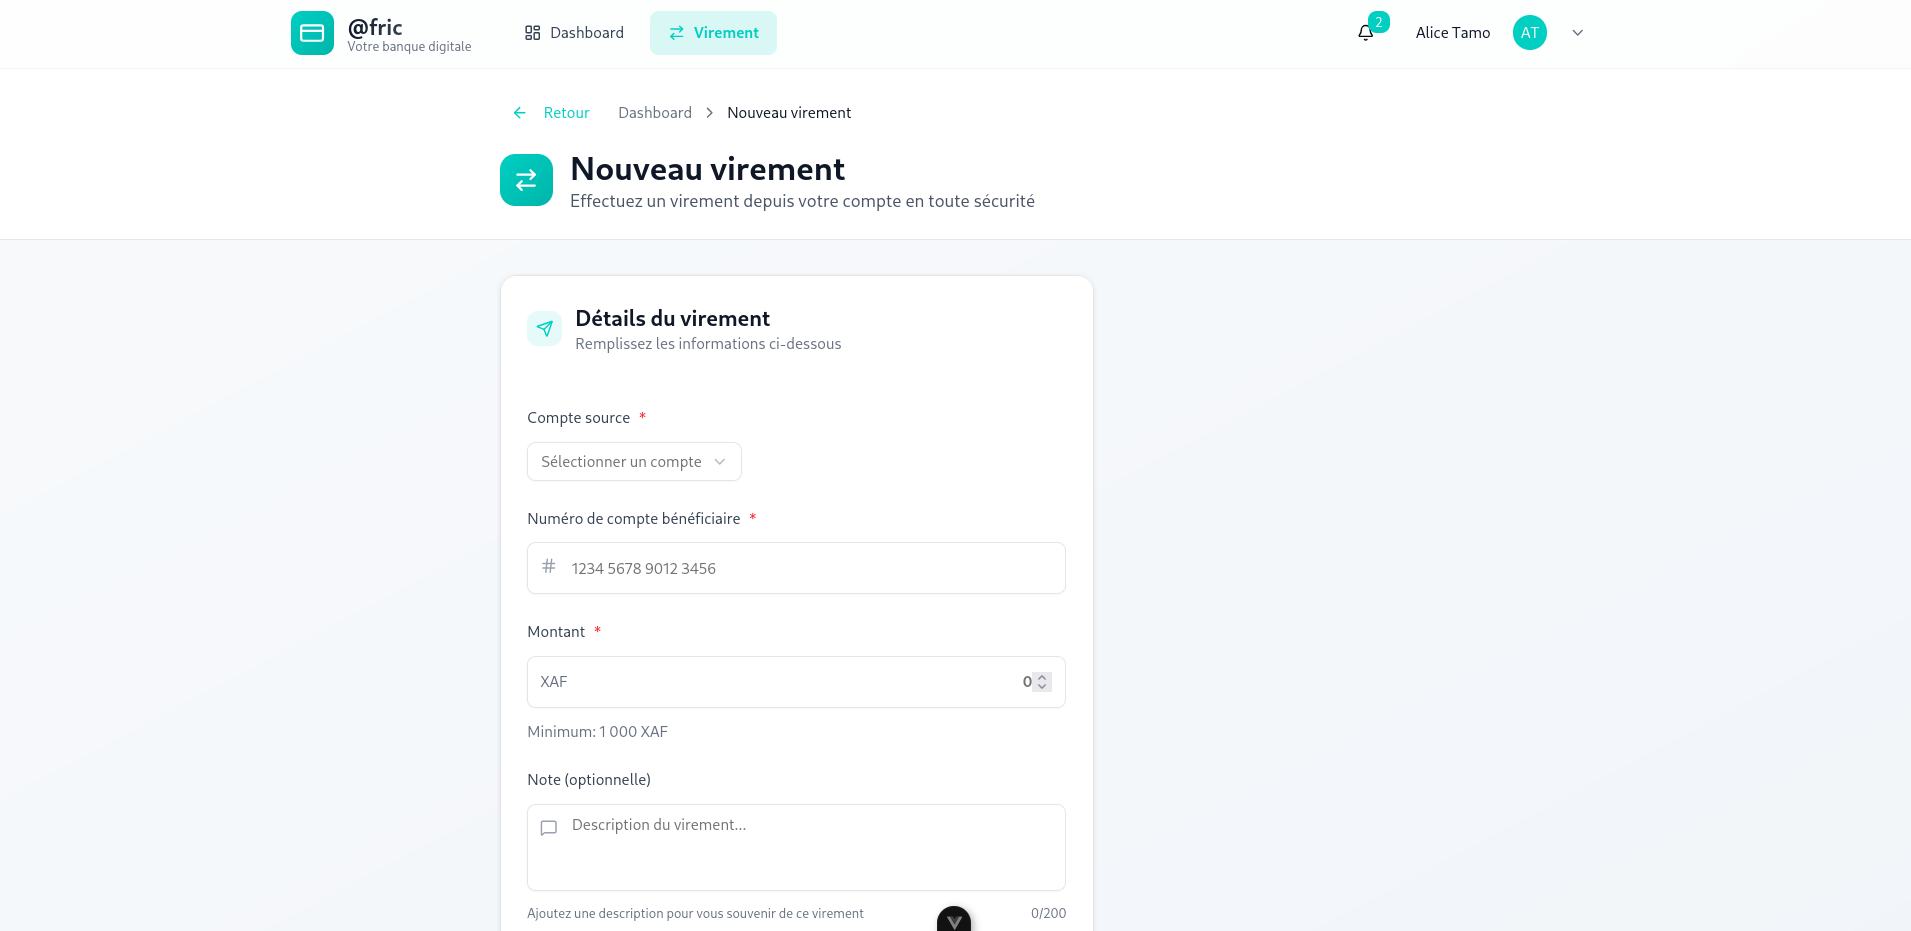 @fric
Votre banque digitale
Dashboard
Virement
2
Alice Tamo
AT
Retour
Dashboard > Nouveau virement
Nouveau virement
Effectuez un virement depuis votre compte en toute sécurité
Détails du virement
Remplissez les informations ci-dessous
Compte source *
Sélectionner un compte
Numéro de compte bénéficiaire *
# 1234 5678 9012 3456
Montant *
XAF 0
Minimum: 1 000 XAF
Note (optionnelle)
Description du virement...
Ajoutez une description pour vous souvenir de ce virement 0/200